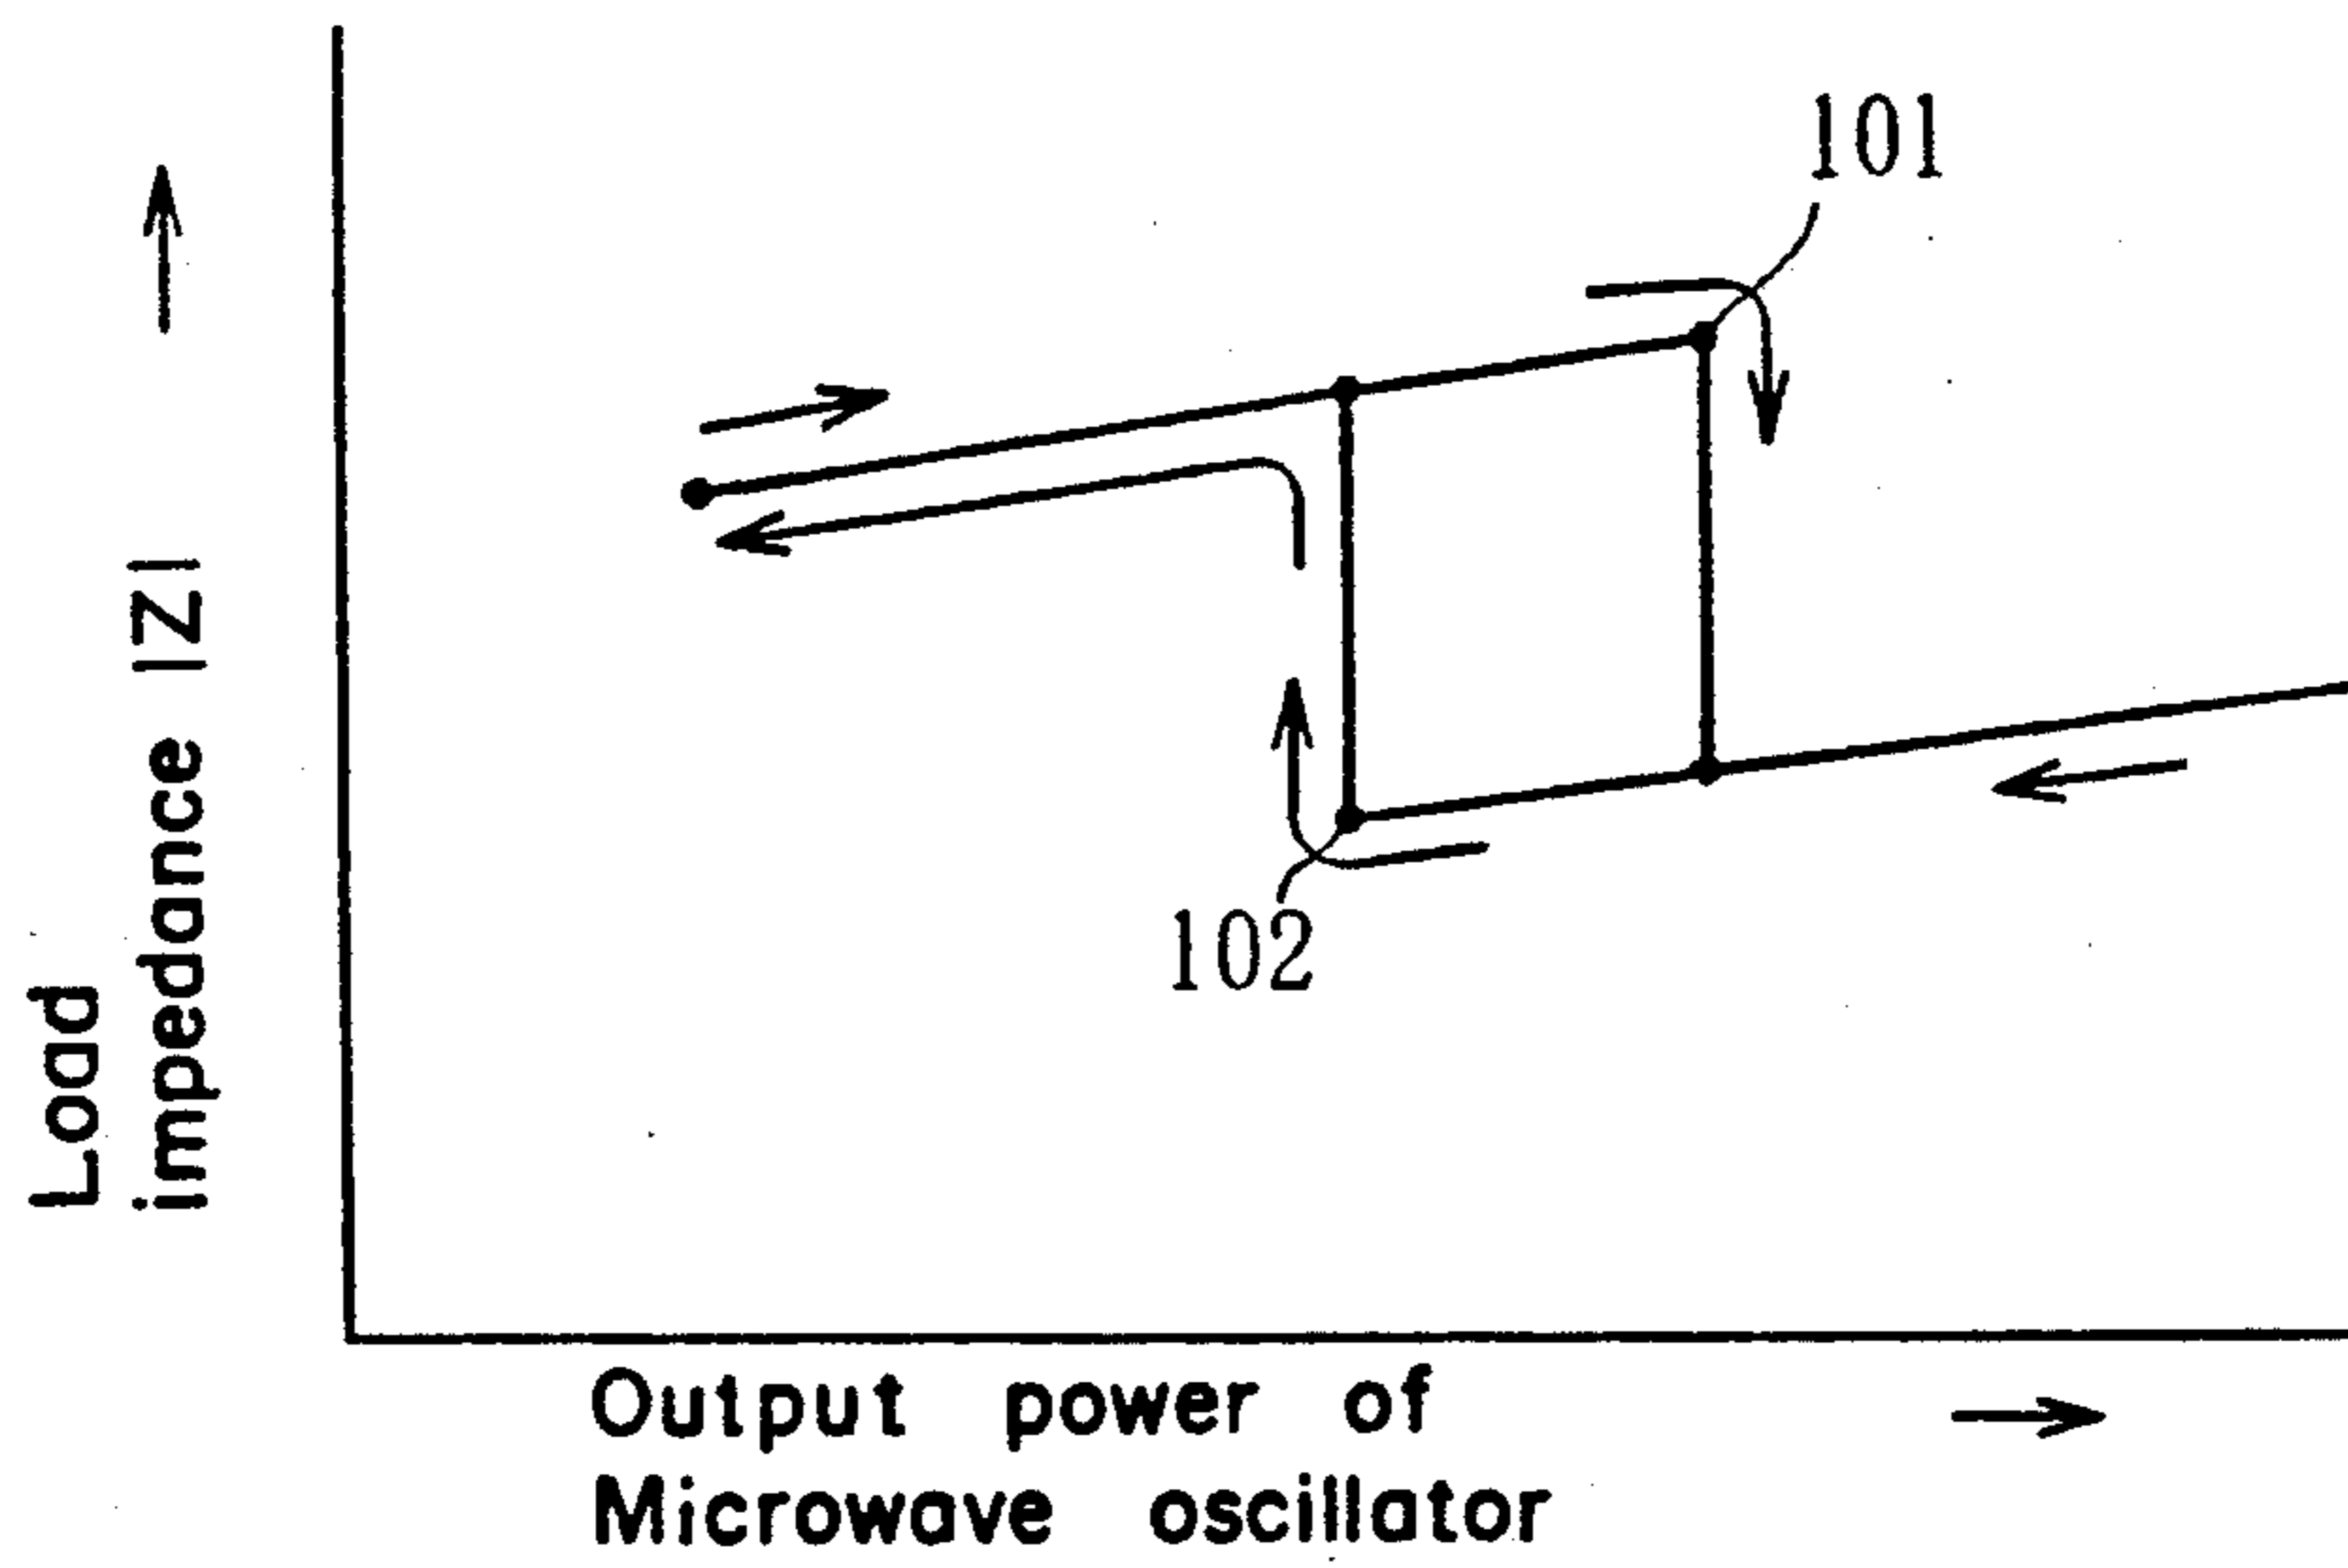 101
102
Load
impedance |Z|
Output power of
Microwave oscillator